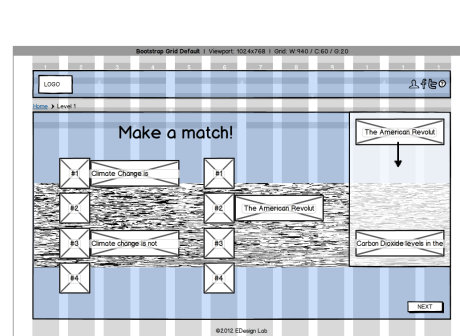 Bootstrap Grid Default | Viewport: 1024x768 | Grid: W:940 / C:60 / G:20
LOGO
Home > Level 1
Make a match!
The American Revolut
#1 Climate Change is #1
#2 #2 The American Revolut
#3 Climate change is not #3 Carbon Dioxide levels in the
#4 #4
NEXT
©2012 EDesign Lab